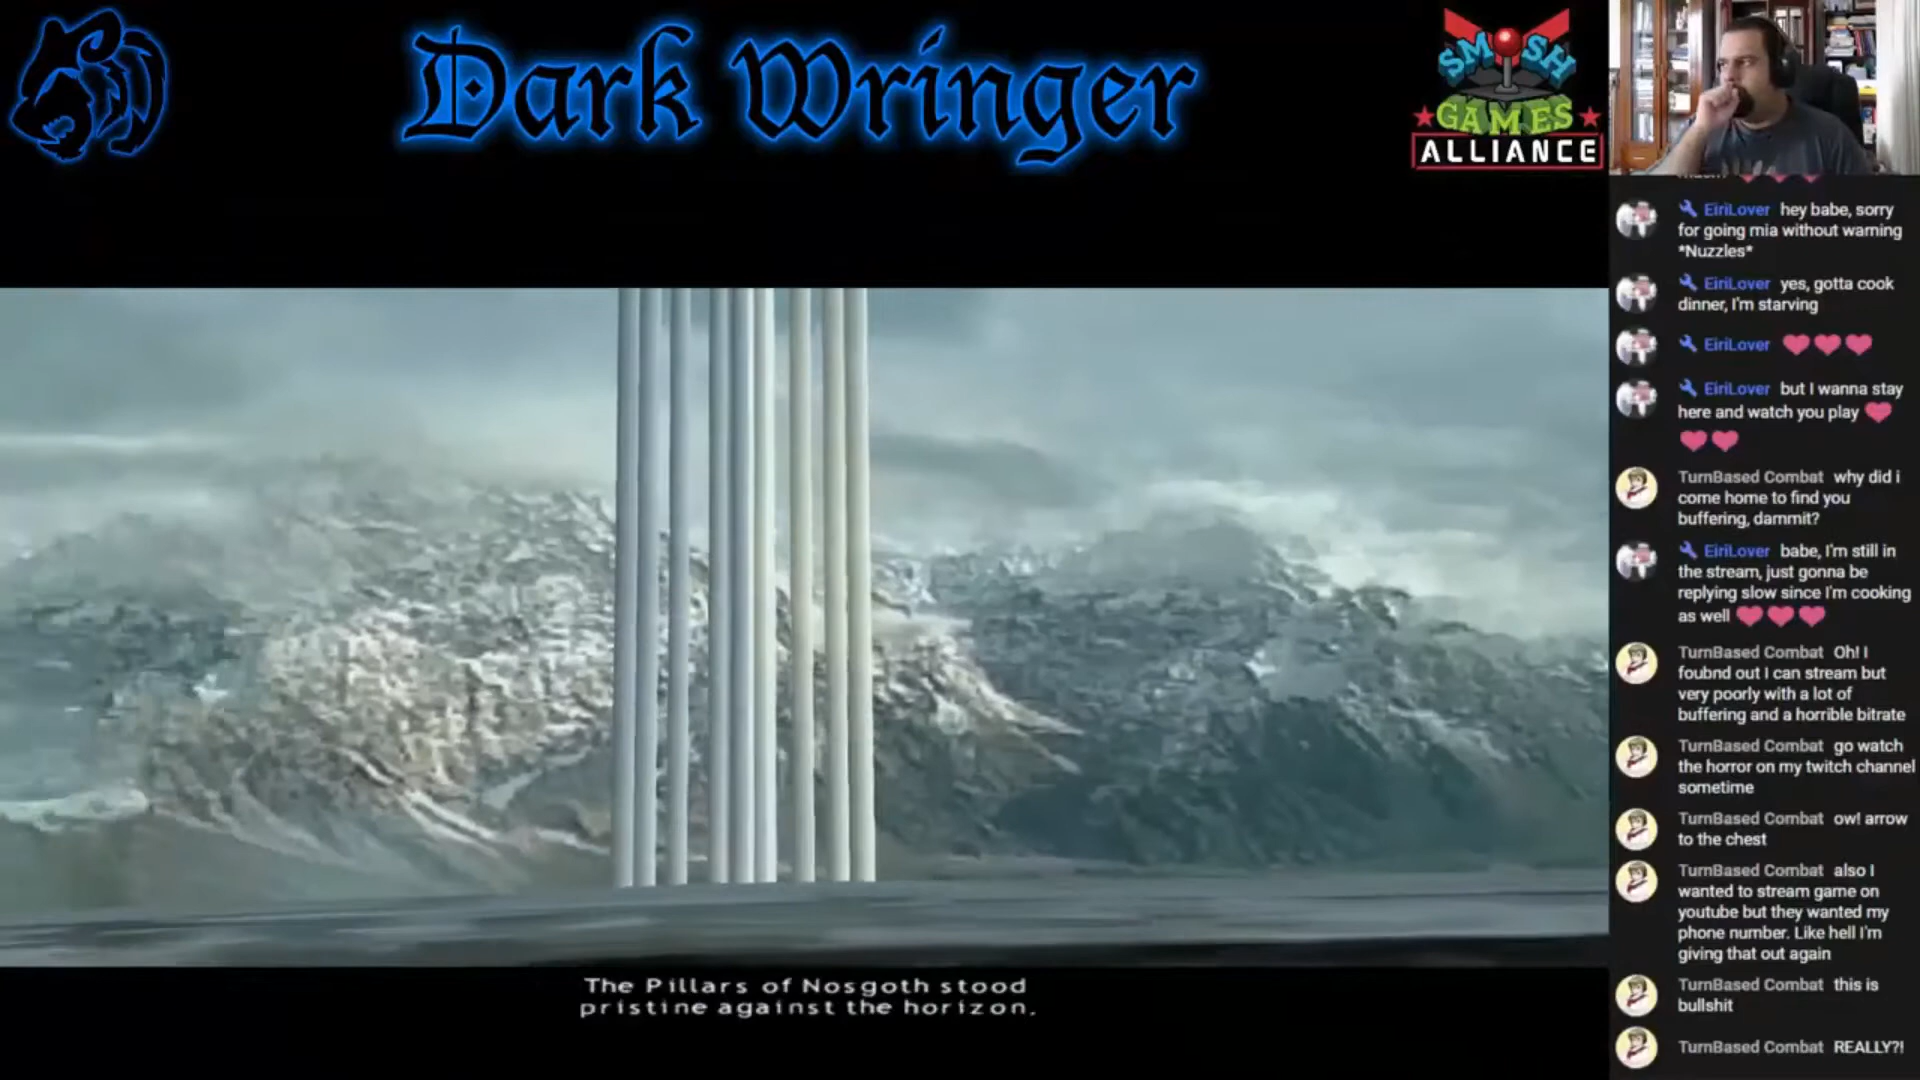 Dark Wringer
SMASH
GAMES
ALLIANCE
EiriLover hey babe, sorry
for going mia without warning
*Nuzzles*
EiriLover yes, gotta cook
dinner, I'm starving
EiriLover
EiriLover but I wanna stay
here and watch you play
TurnBased Combat why did i
come home to find you
buffering, dammit?
EiriLover babe, I'm still in
the stream, just gonna be
replying slow since I'm cooking
as well
TurnBased Combat Oh! I
foubnd out I can stream but
very poorly with a lot of
buffering and a horrible bitrate
TurnBased Combat go watch
the horror on my twitch channel
sometime
TurnBased Combat ow! arrow
to the chest
TurnBased Combat also I
wanted to stream game on
youtube but they wanted my
phone number. Like hell I'm
giving that out again
TurnBased Combat this is
bullshit
TurnBased Combat REALLY?!
The Pillars of Nosgoth stood
pristine against the horizon.